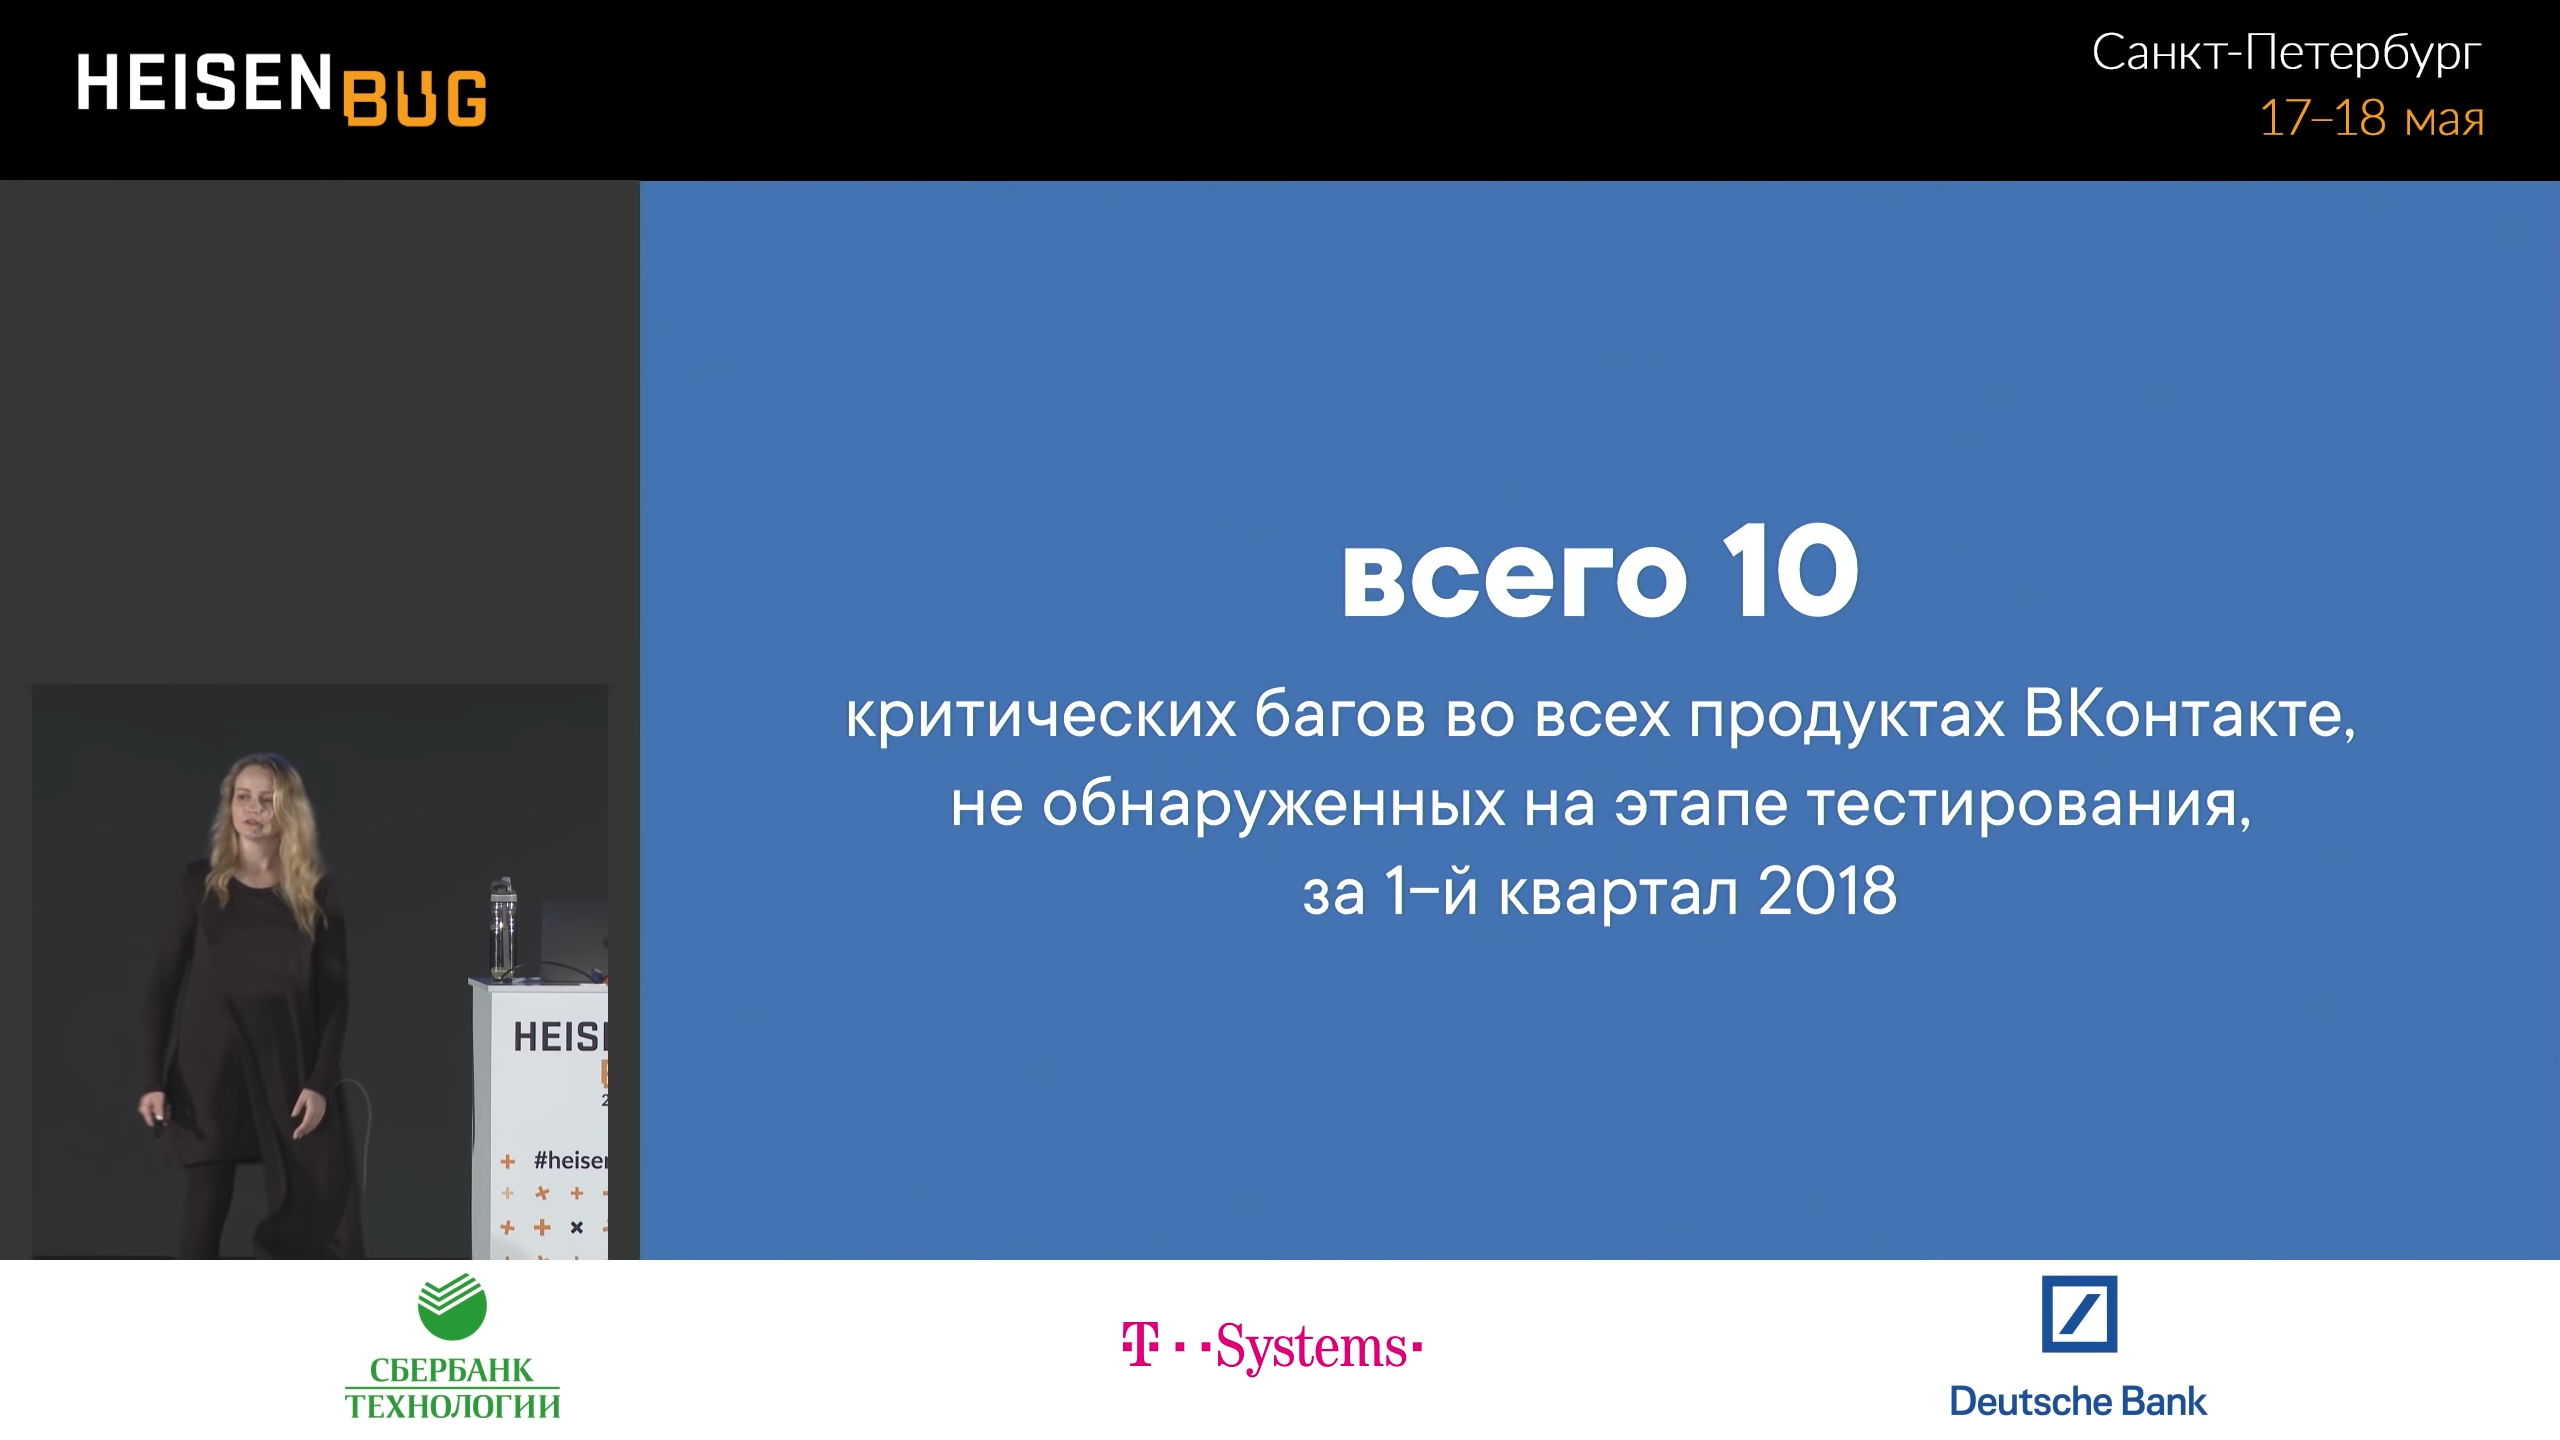 HEISENBUG
Санкт-Петербург
17–18 мая
всего 10
критических багов во всех продуктах ВКонтакте,
не обнаруженных на этапе тестирования,
за 1-й квартал 2018
HEIS
#heisen
СБЕРБАНК
ТЕХНОЛОГИИ
T··Systems·
Deutsche Bank